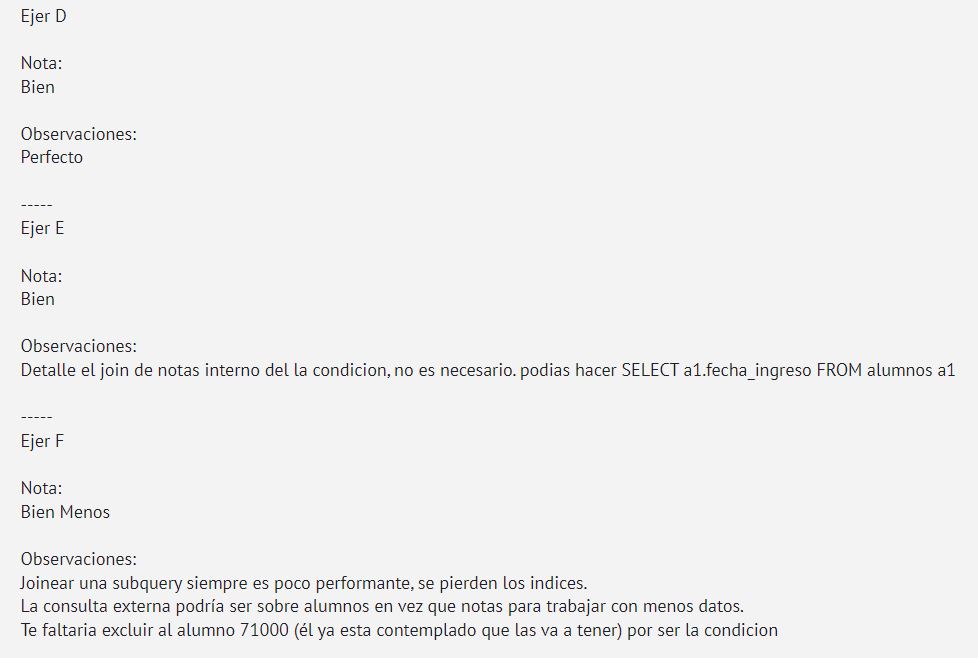 Ejer D
Nota:
Bien
Observaciones:
Perfecto
-----
Ejer E
Nota:
Bien
Observaciones:
Detalle el join de notas interno del la condicion, no es necesario. podias hacer SELECT a1.fecha_ingreso FROM alumnos a1
-----
Ejer F
Nota:
Bien Menos
Observaciones:
Joinear una subquery siempre es poco performante, se pierden los indices.
La consulta externa podría ser sobre alumnos en vez que notas para trabajar con menos datos.
Te faltaria excluir al alumno 71000 (él ya esta contemplado que las va a tener) por ser la condicion